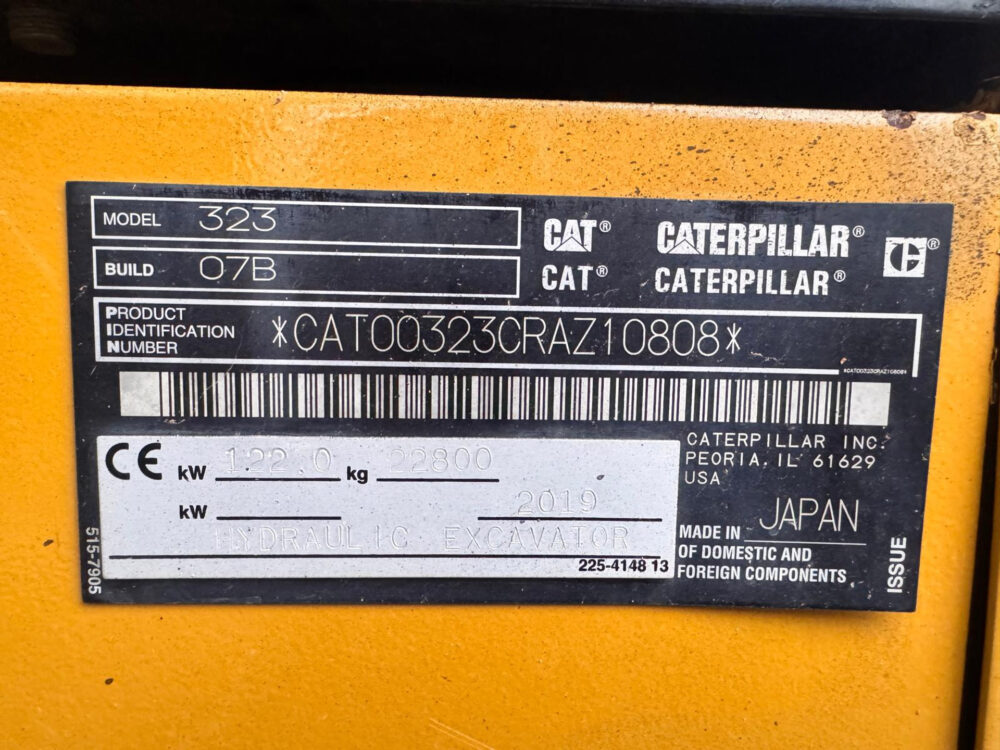 MODEL 323
BUILD 07B
CAT® CATERPILLAR®
CAT® CATERPILLAR®
PRODUCT
IDENTIFICATION
NUMBER
*CAT00323CRAZ10808*
*CAT00323CRAZ10808*
CE kW 122.0 kg 22800
kW 2019
HYDRAULIC EXCAVATOR
225-4148 13
CATERPILLAR INC.
PEORIA, IL 61629
USA
MADE IN JAPAN
OF DOMESTIC AND
FOREIGN COMPONENTS
515-7905
ISSUE